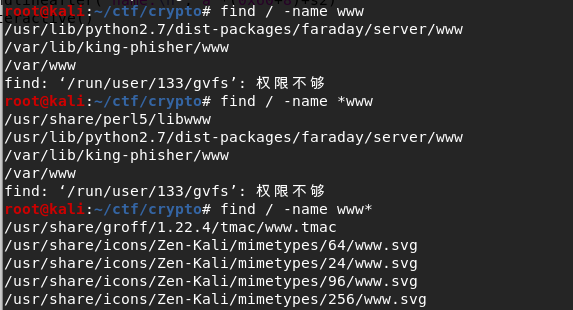 root@kali:~/ctf/crypto# find / -name www
/usr/lib/python2.7/dist-packages/faraday/server/www
/var/lib/king-phisher/www
/var/www
find: ‘/run/user/133/gvfs’: 权限不够
root@kali:~/ctf/crypto# find / -name *www
/usr/share/perl5/libwww
/usr/lib/python2.7/dist-packages/faraday/server/www
/var/lib/king-phisher/www
/var/www
find: ‘/run/user/133/gvfs’: 权限不够
root@kali:~/ctf/crypto# find / -name www*
/usr/share/groff/1.22.4/tmac/www.tmac
/usr/share/icons/Zen-Kali/mimetypes/64/www.svg
/usr/share/icons/Zen-Kali/mimetypes/24/www.svg
/usr/share/icons/Zen-Kali/mimetypes/96/www.svg
/usr/share/icons/Zen-Kali/mimetypes/256/www.svg